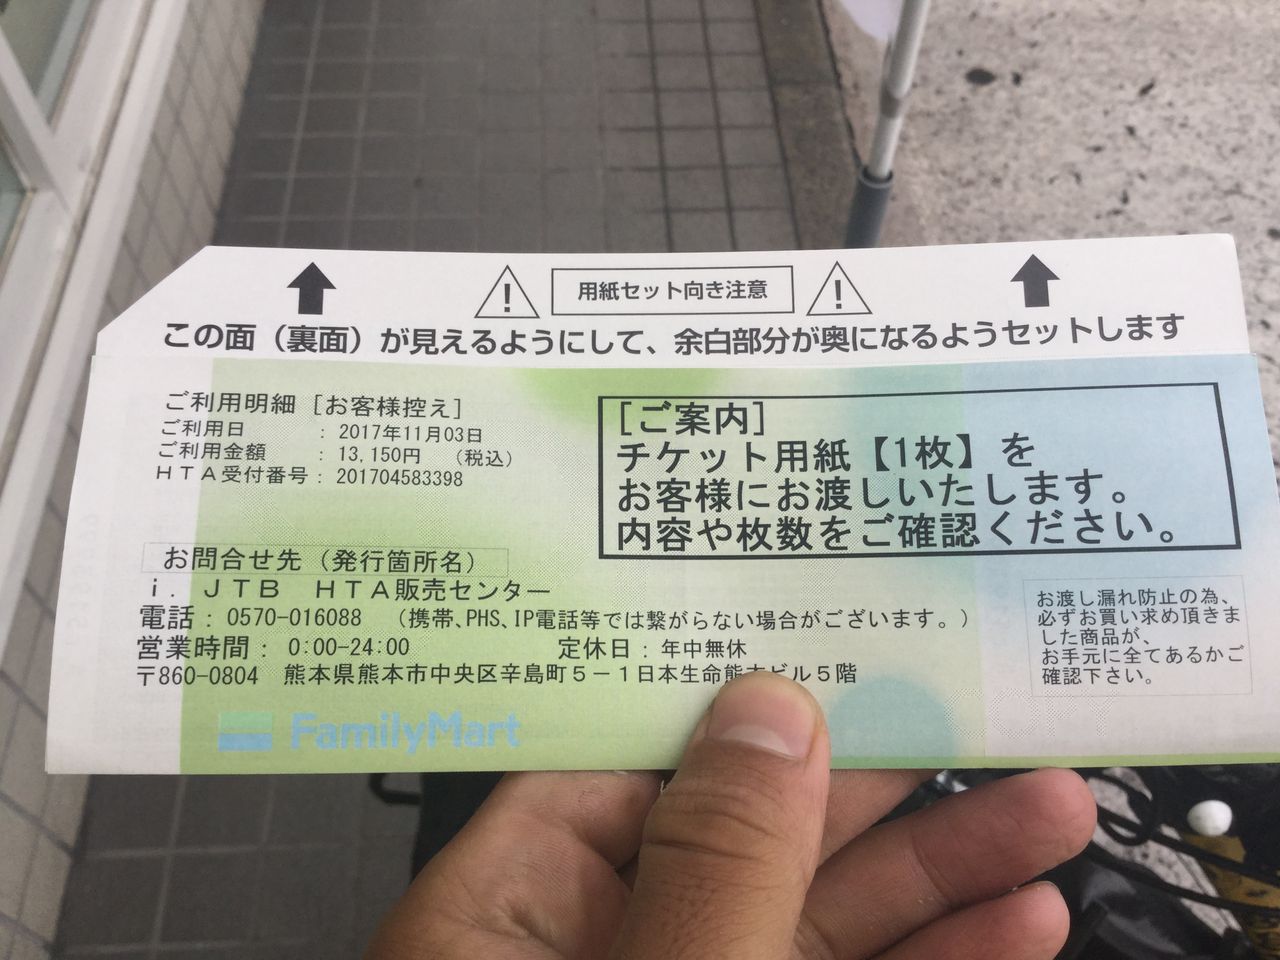 用紙セット向き注意
この面（裏面）が見えるようにして、余白部分が奥になるようセットします
ご利用明細 [お客様控え]
ご利用日 : 2017年11月03日
ご利用金額 : 13,150円 (税込)
HTA受付番号 : 201704583398
[ご案内]
チケット用紙【1枚】を
お客様にお渡しいたします。
内容や枚数をご確認ください。
お問合せ先（発行箇所名）
i．JTB HTA販売センター
電話 : 0570-016088 （携帯、PHS、IP電話等では繋がらない場合がございます。）
営業時間 : 0:00-24:00 定休日 : 年中無休
〒860-0804 熊本県熊本市中央区辛島町5-1日本生命熊本ビル5階
お渡し漏れ防止の為、
必ずお買い求め頂きま
した商品が、
お手元に全てあるかご
確認下さい。
FamilyMart